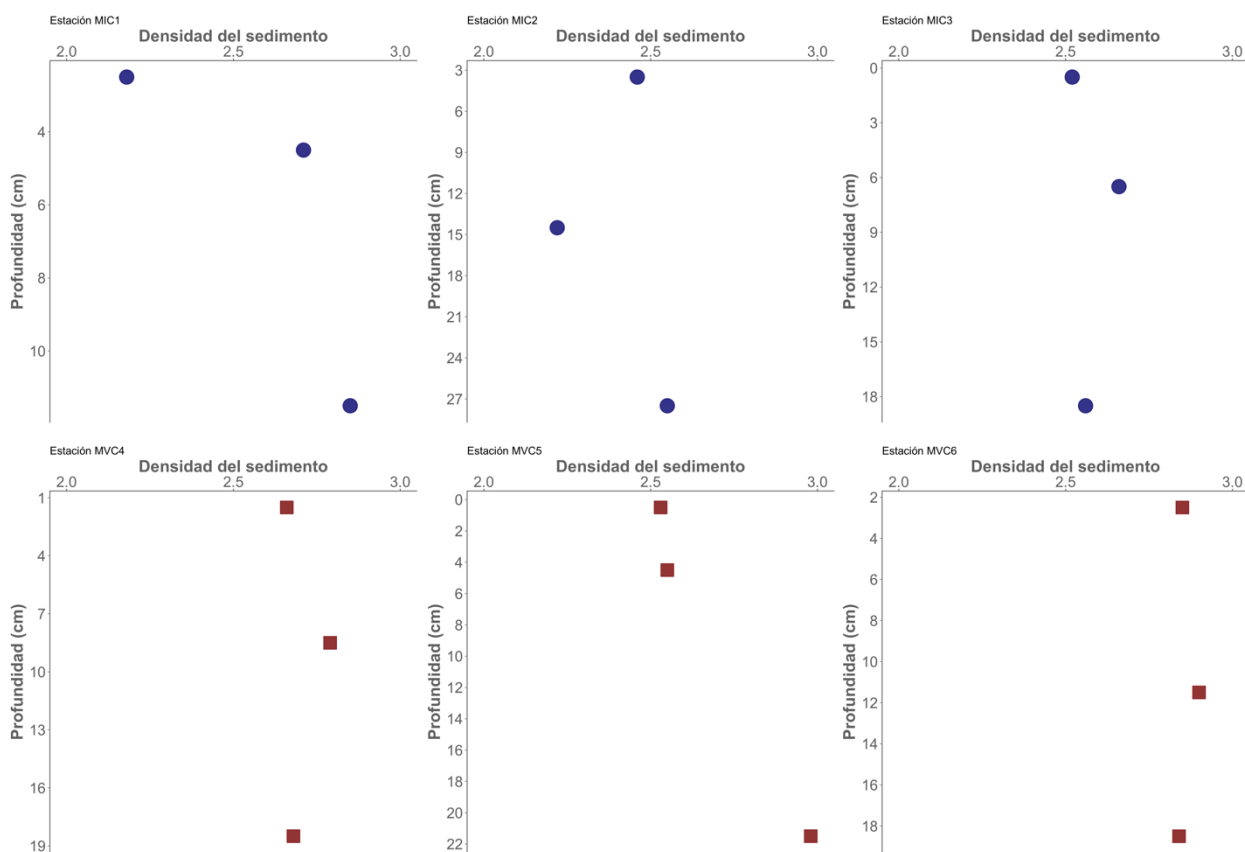 Estación MIC1
Densidad del sedimento
2.0 2.5 3.0
Profundidad (cm)
4
6
8
10
Estación MIC2
Densidad del sedimento
2.0 2.5 3.0
Profundidad (cm)
3
6
9
12
15
18
21
24
27
Estación MIC3
Densidad del sedimento
2.0 2.5 3.0
Profundidad (cm)
0
3
6
9
12
15
18
Estación MVC4
Densidad del sedimento
2.0 2.5 3.0
Profundidad (cm)
1
4
7
10
13
16
19
Estación MVC5
Densidad del sedimento
2.0 2.5 3.0
Profundidad (cm)
0
2
4
6
8
10
12
14
16
18
20
22
Estación MVC6
Densidad del sedimento
2.0 2.5 3.0
Profundidad (cm)
2
4
6
8
10
12
14
16
18